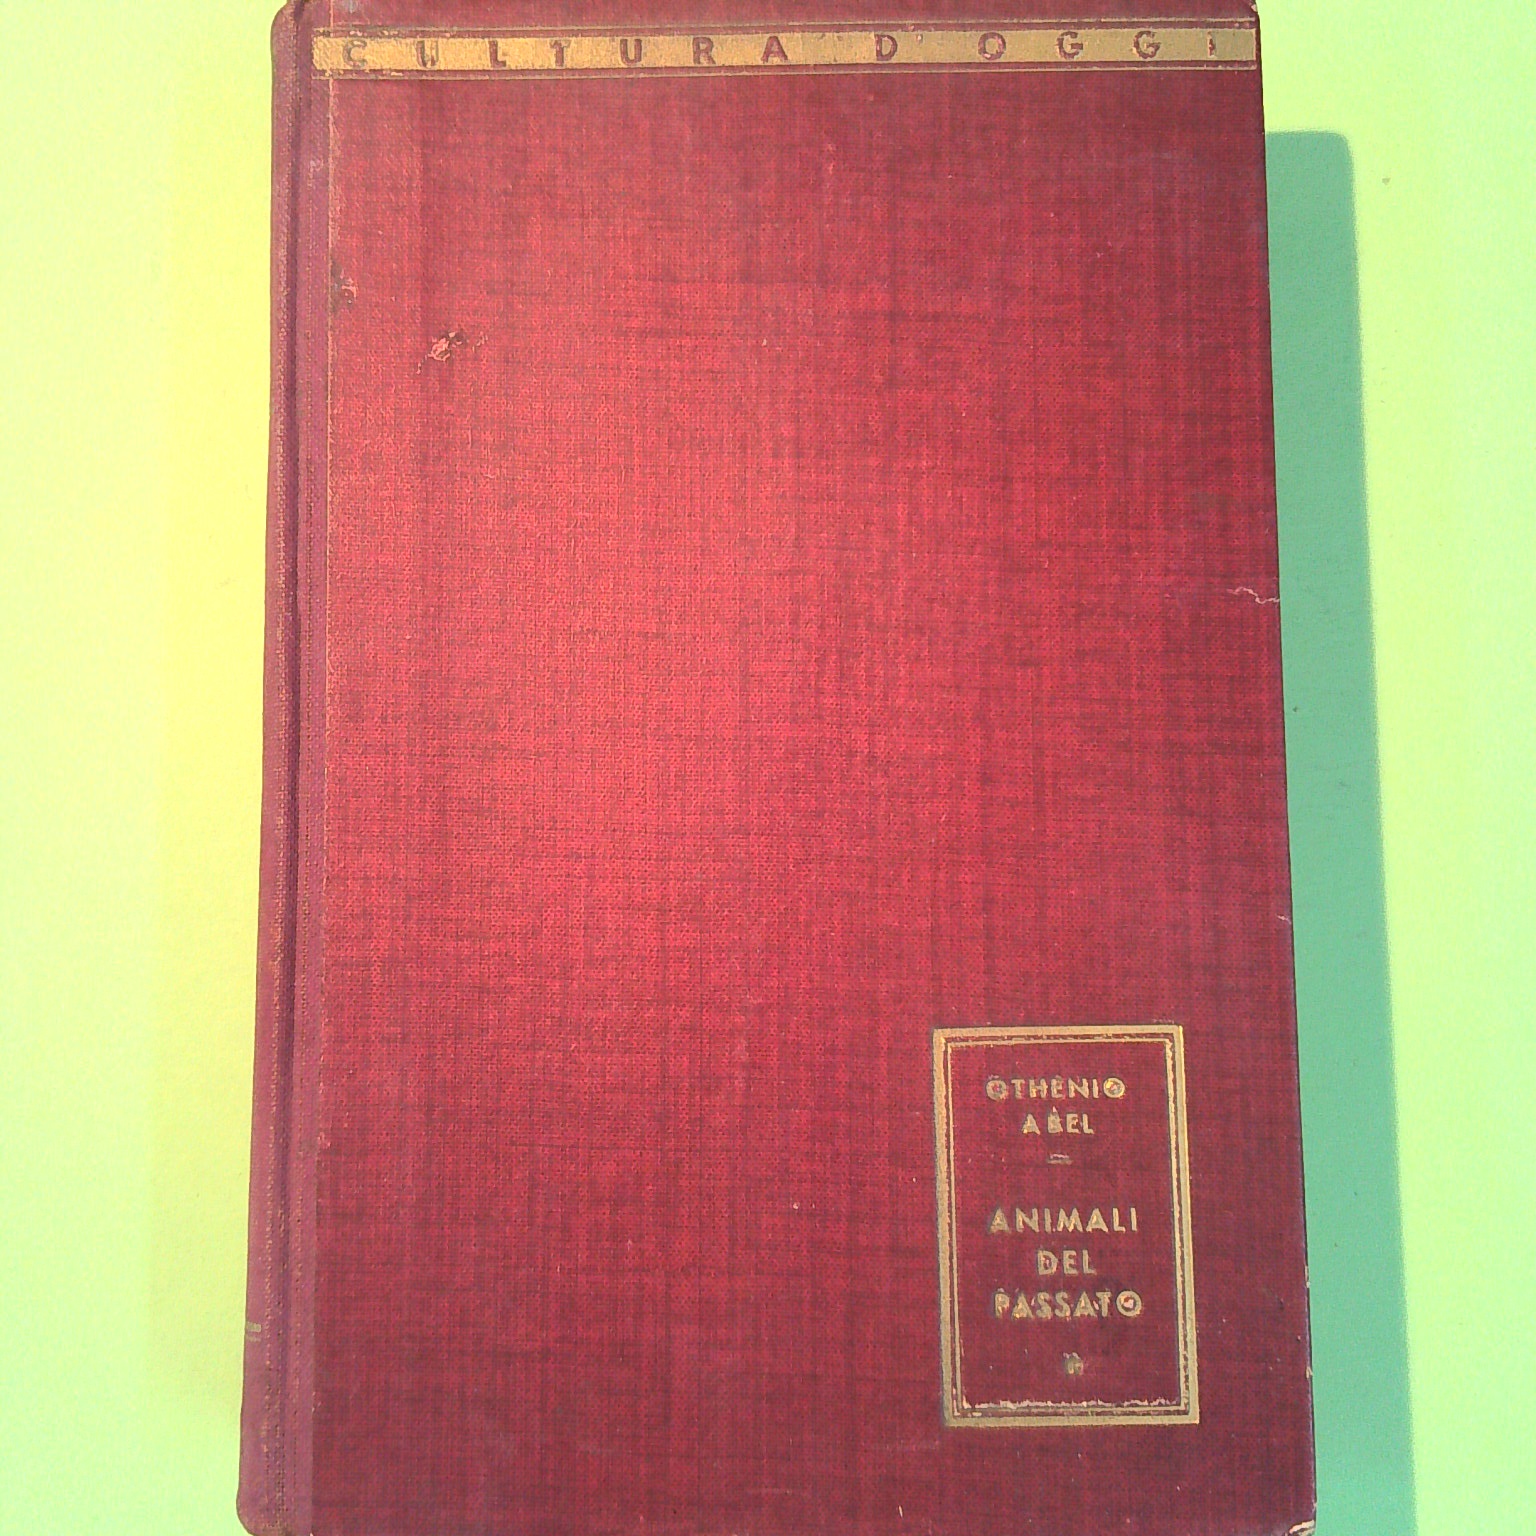 CULTURA D'OGGI
OTHENIO
ABEL
ANIMALI
DEL
PASSATO